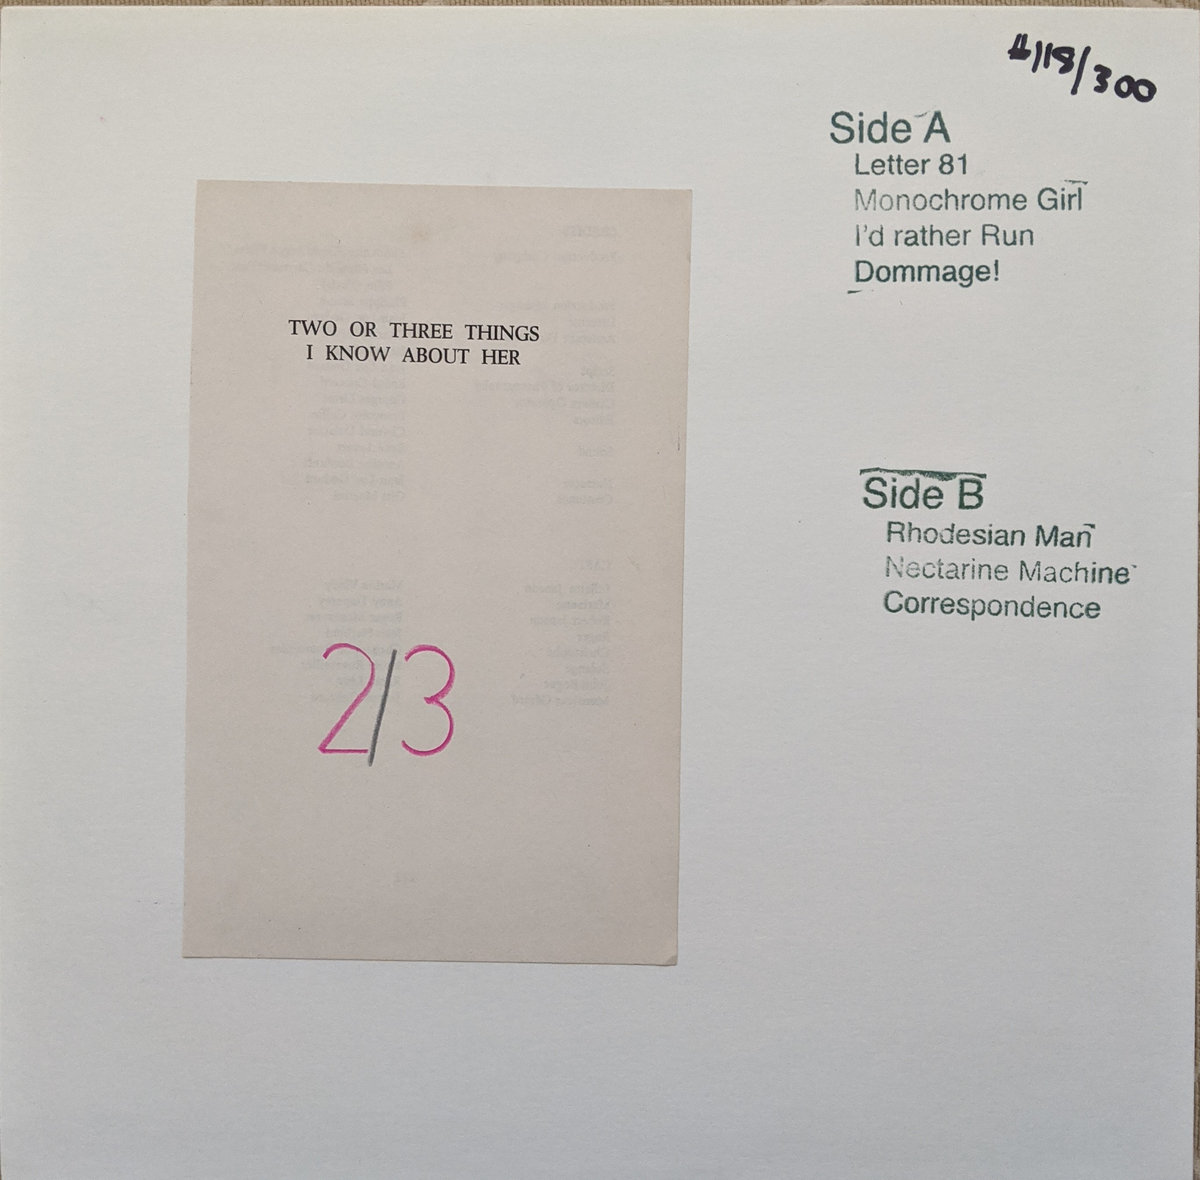 #118/300
Side A
Letter 81
Monochrome Girl
I'd rather Run
Dommage!
TWO OR THREE THINGS
I KNOW ABOUT HER
2/3
Side B
Rhodesian Man
Nectarine Machine
Correspondence